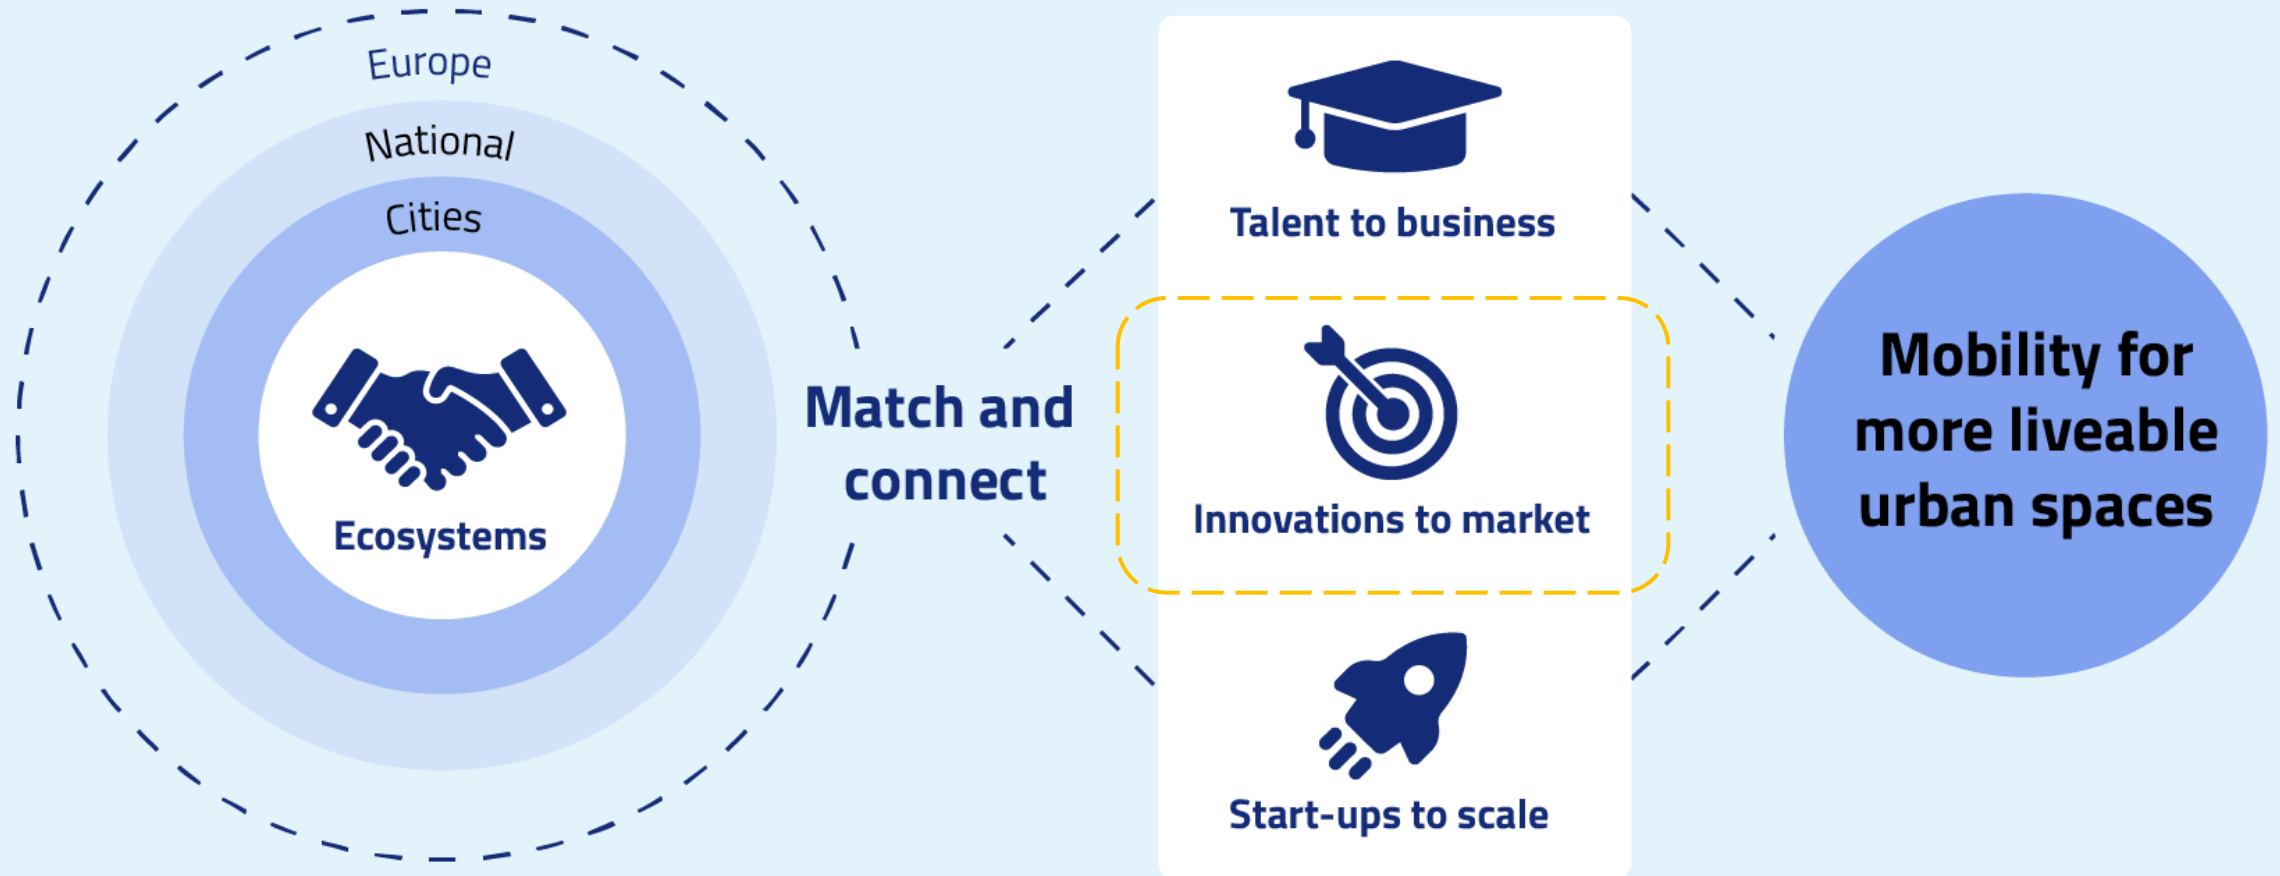 Europe
National
Cities
Ecosystems
Match and
connect
Talent to business
Innovations to market
Start-ups to scale
Mobility for
more liveable
urban spaces